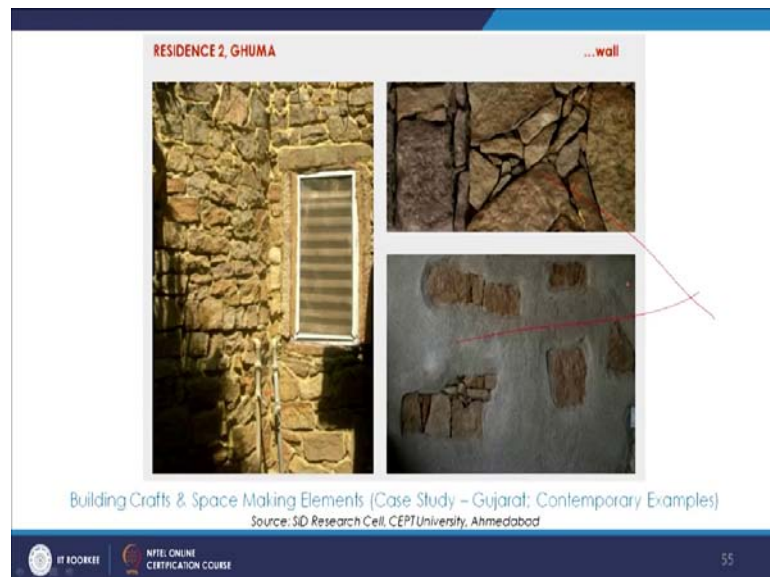 RESIDENCE 2, GHUMA ...wall
Building Crafts & Space Making Elements (Case Study – Gujarat; Contemporary Examples)
Source: SID Research Cell, CEPT University, Ahmedabad
IIT ROORKEE
NPTEL ONLINE
CERTIFICATION COURSE
55